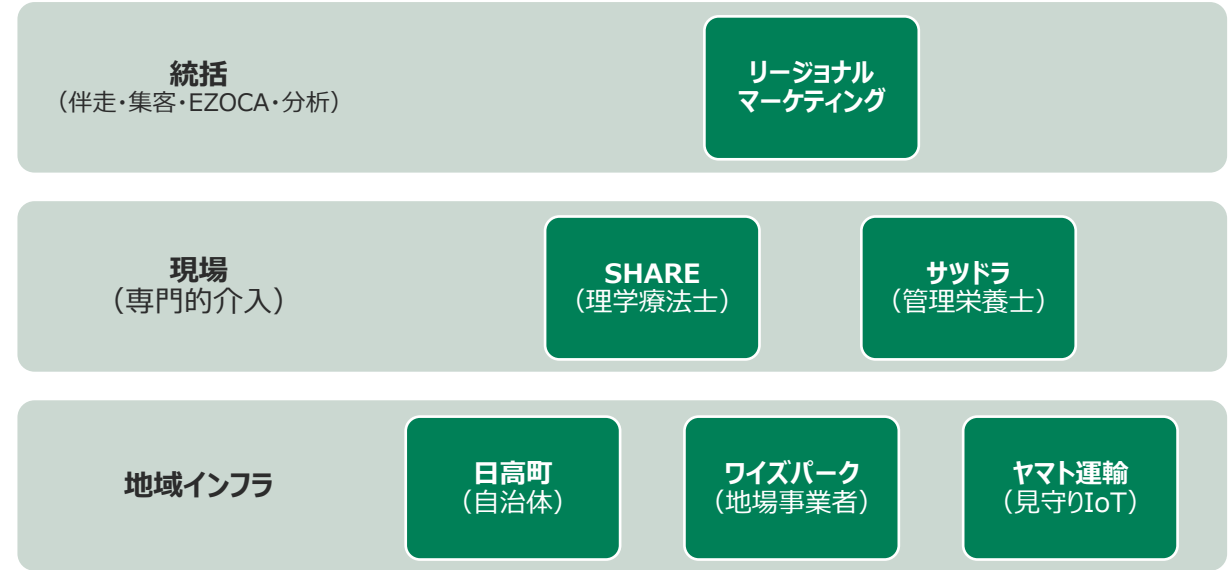 統括
（伴走・集客・EZOCA・分析）
リージョナル
マーケティング
現場
（専門的介入）
SHARE
（理学療法士）
サツドラ
（管理栄養士）
地域インフラ
日高町
（自治体）
ワイズパーク
（地場事業者）
ヤマト運輸
（見守りIoT）